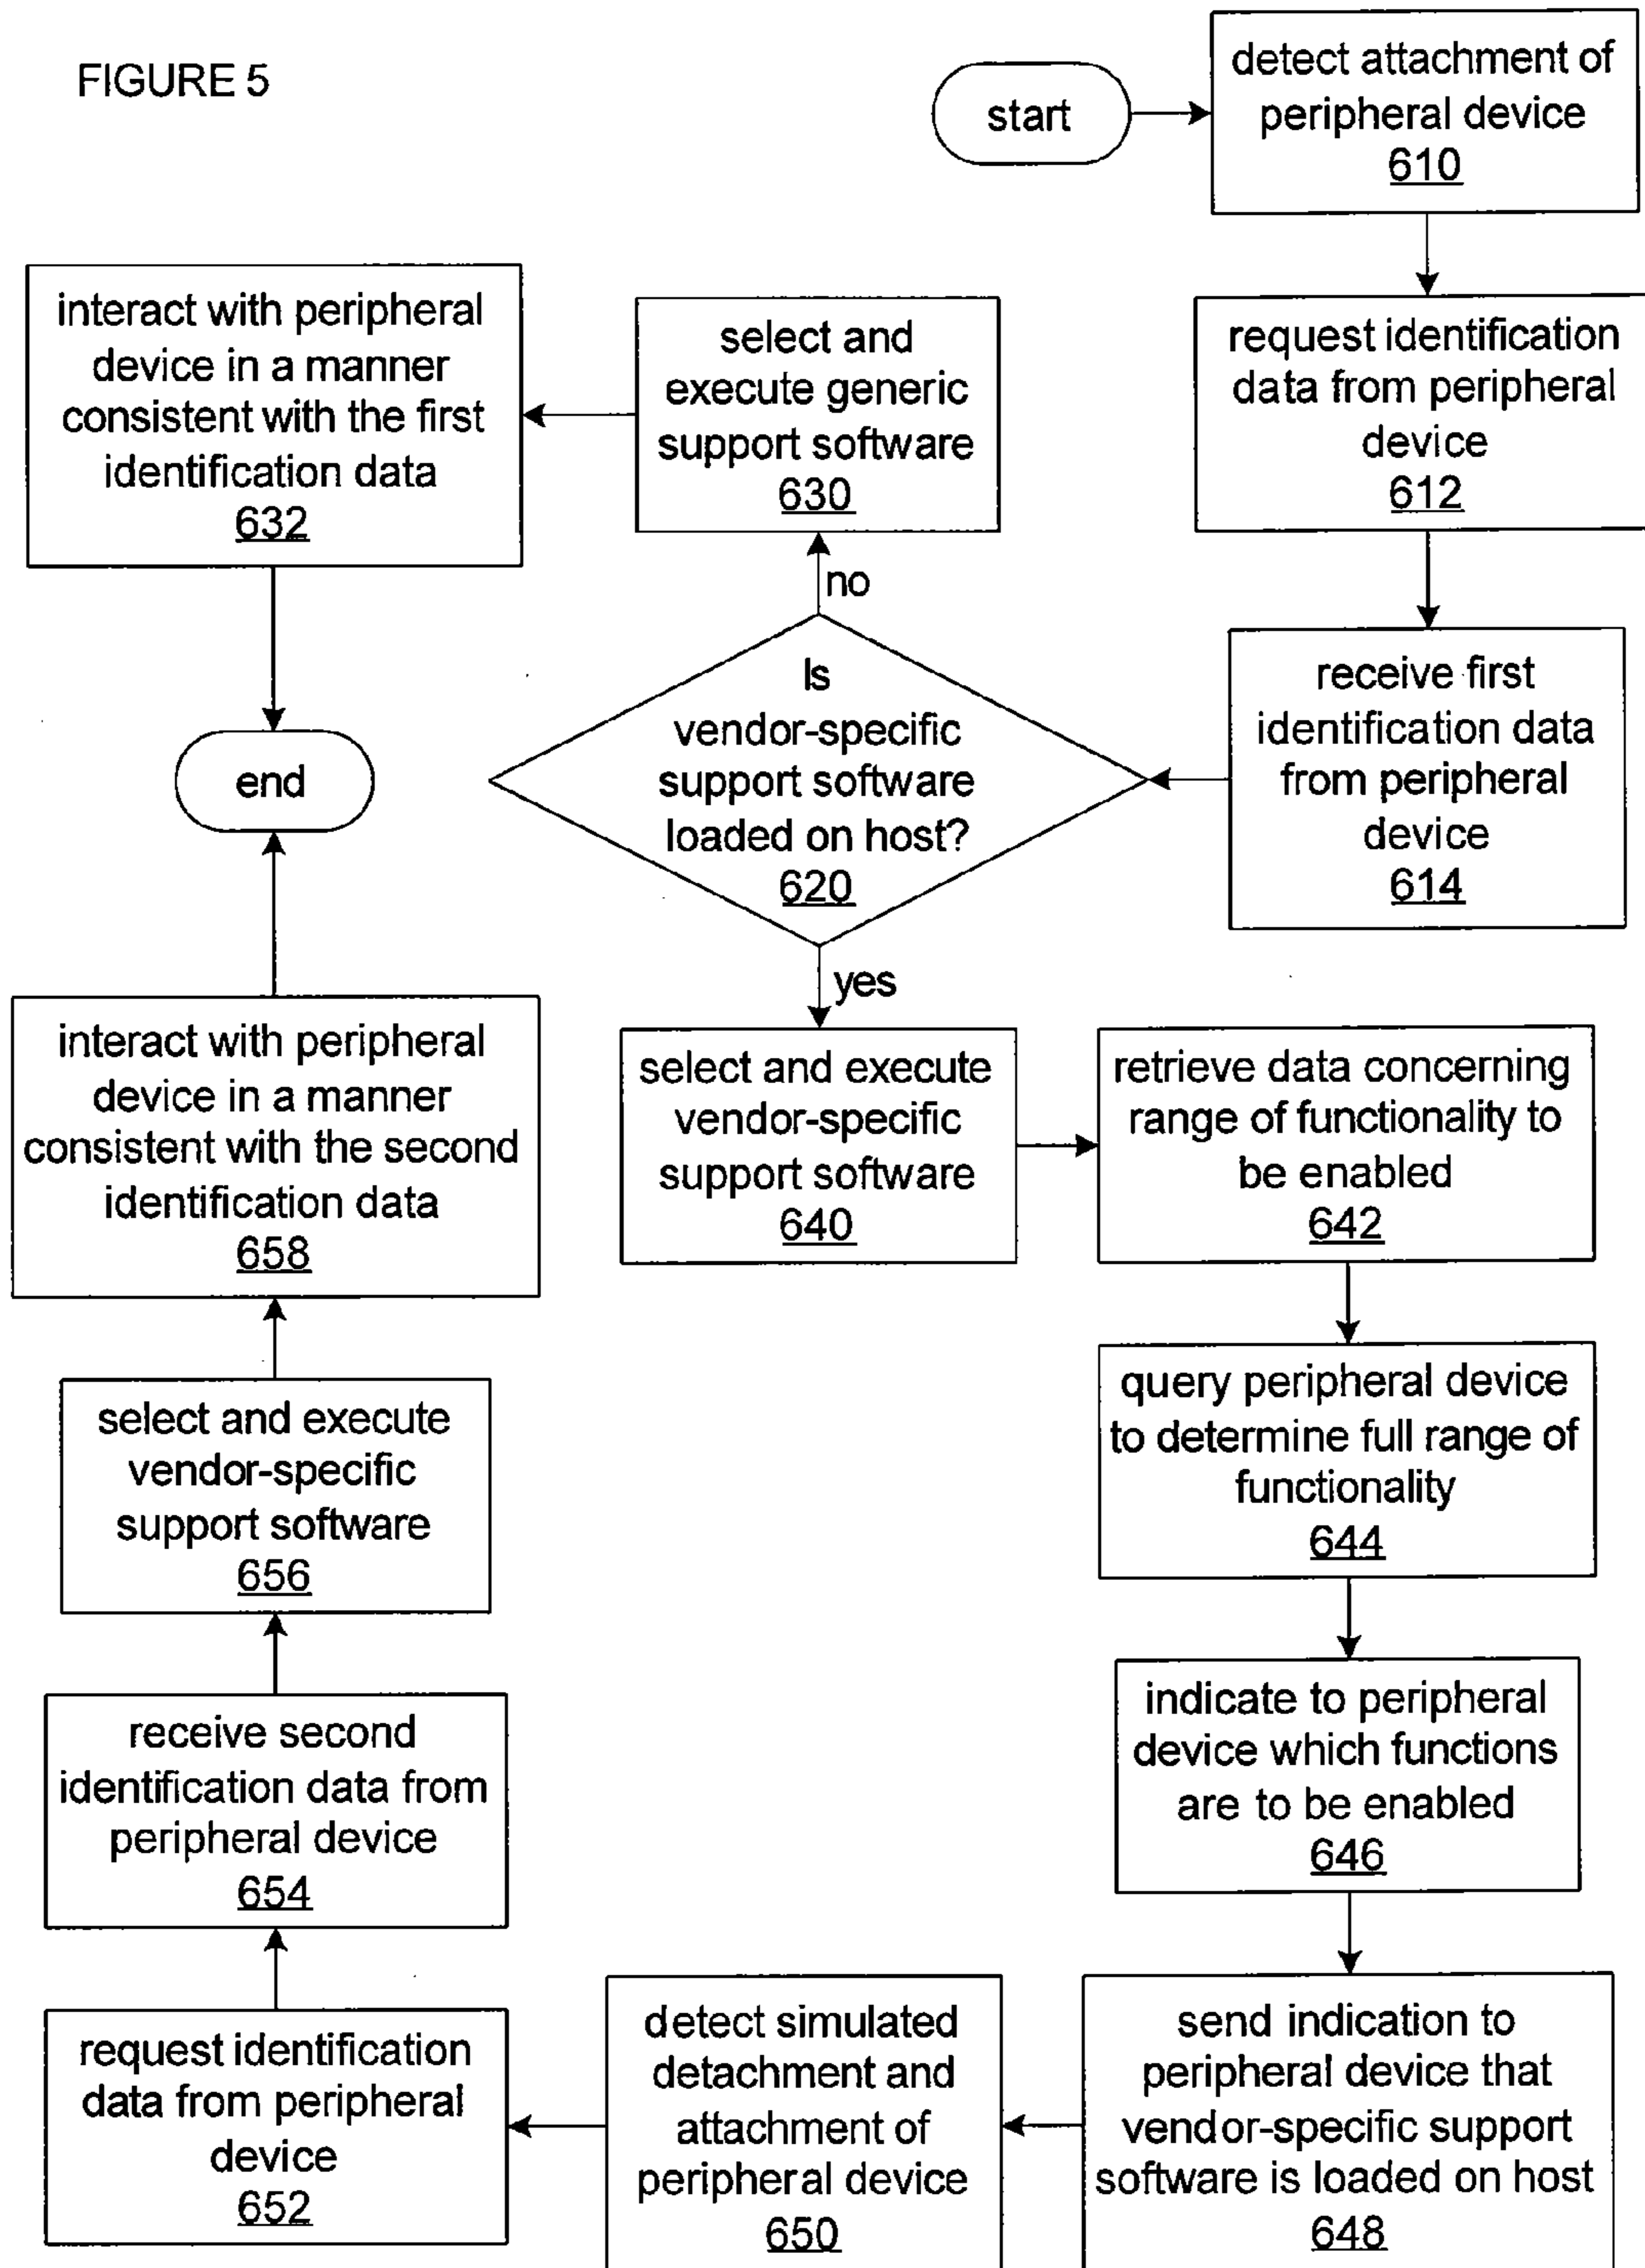 FIGURE 5
start
detect attachment of
peripheral device
610
request identification
data from peripheral
device
612
receive first
identification data
from peripheral
device
614
Is
vendor-specific
support software
loaded on host?
620
no
select and
execute generic
support software
630
interact with peripheral
device in a manner
consistent with the first
identification data
632
end
yes
select and execute
vendor-specific
support software
640
retrieve data concerning
range of functionality to
be enabled
642
query peripheral device
to determine full range of
functionality
644
indicate to peripheral
device which functions
are to be enabled
646
send indication to
peripheral device that
vendor-specific support
software is loaded on host
648
detect simulated
detachment and
attachment of
peripheral device
650
request identification
data from peripheral
device
652
receive second
identification data from
peripheral device
654
select and execute
vendor-specific
support software
656
interact with peripheral
device in a manner
consistent with the second
identification data
658